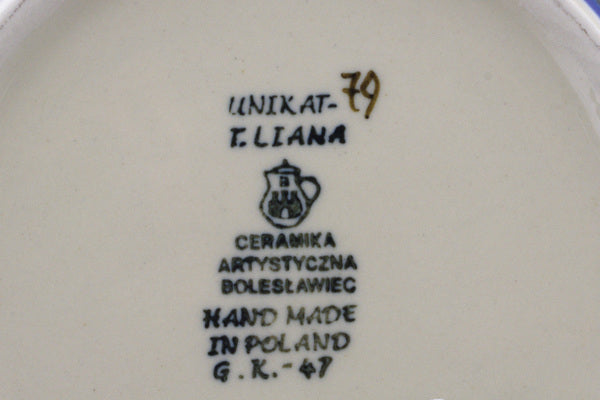 UNIKAT-79
T. LIANA
B
CERAMIKA
ARTYSTYCZNA
BOLESŁAWIEC
HAND MADE
IN POLAND
G.K.-47